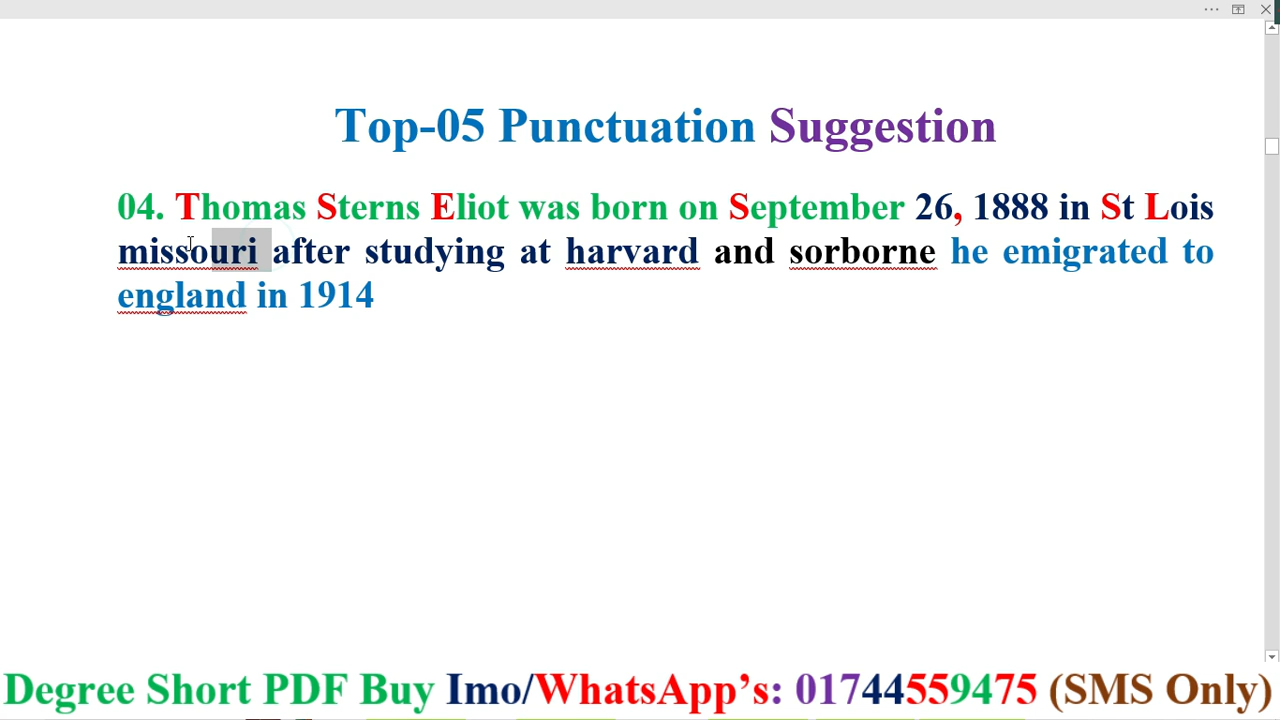 Top-05 Punctuation Suggestion
04. Thomas Sterns Eliot was born on September 26, 1888 in St Lois
missouri after studying at harvard and sorborne he emigrated to
england in 1914
Degree Short PDF Buy Imo/WhatsApp’s: 01744559475 (SMS Only)